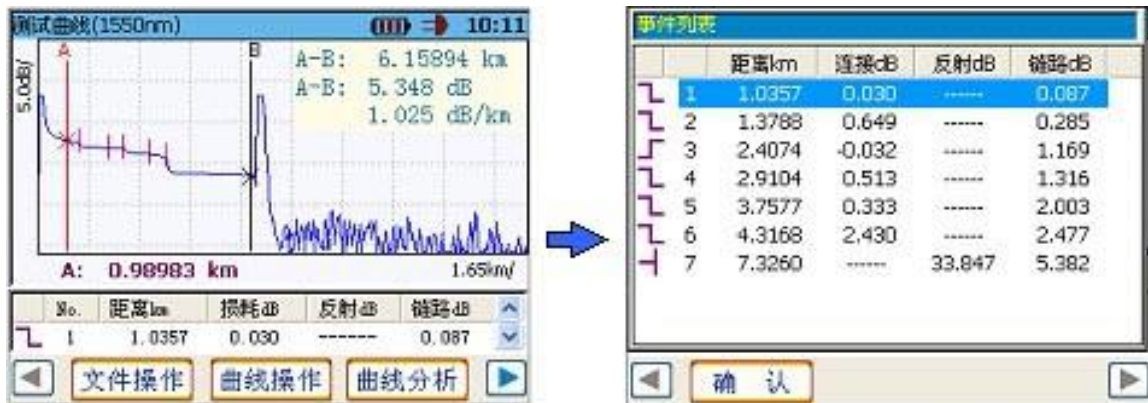 测试曲线(1550nm) 10:11
A B
A-B: 6.15894 km
A-B: 5.348 dB
1.025 dB/km
5.0dB/
A: 0.98983 km 1.65km/
No. 距离km 损耗dB 反射dB 链路dB
1 1.0357 0.030 ------- 0.087
文件操作 曲线操作 曲线分析
事件列表
距离km 连接dB 反射dB 链路dB
1 1.0357 0.030 ------ 0.087
2 1.3788 0.649 ------ 0.285
3 2.4074 -0.032 ------ 1.169
4 2.9104 0.513 ------ 1.316
5 3.7577 0.333 ------ 2.003
6 4.3168 2.430 ------ 2.477
7 7.3260 ------ 33.847 5.382
确 认